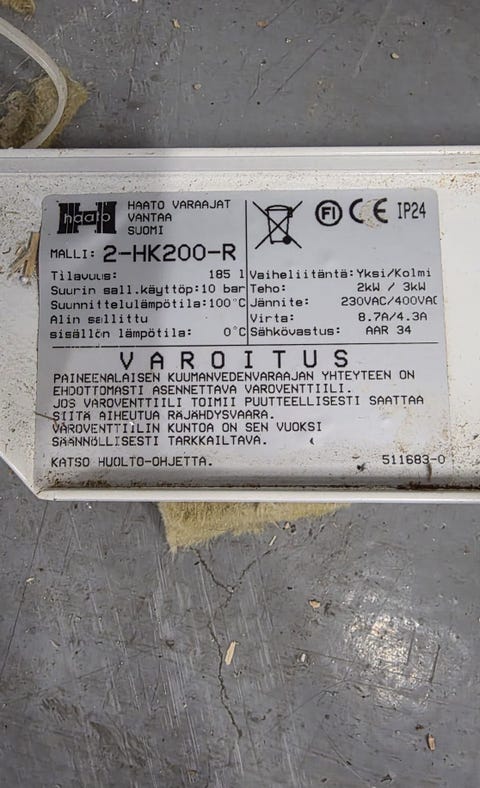 haato
HAATO VARAAJAT
VANTAA
SUOMI
FI CE IP24
MALLI: 2-HK200-R
Tilavuus: 185 l
Suurin sall.käyttöp: 10 bar
Suunnittelulämpötila: 100°C
Alin sallittu
sisällön lämpötila: 0°C
Vaiheliitäntä: Yksi/Kolmi
Teho: 2kW / 3kW
Jännite: 230VAC/400VAC
Virta: 8.7A/4.3A
Sähkövastus: AAR 34
VAROITUS
PAINEENALAISEN KUUMANVEDENVARAAJAN YHTEYTEEN ON
EHDOTTOMASTI ASENNETTAVA VAROVENTTIILI.
JOS VAROVENTTIILI TOIMII PUUTTEELLISESTI SAATTAA
SIITÄ AIHEUTUA RÄJÄHDYSVAARA.
VAROVENTTIILIN KUNTOA ON SEN VUOKSI
SÄÄNNÖLLISESTI TARKKAILTAVA.
KATSO HUOLTO-OHJETTA. 511683-0